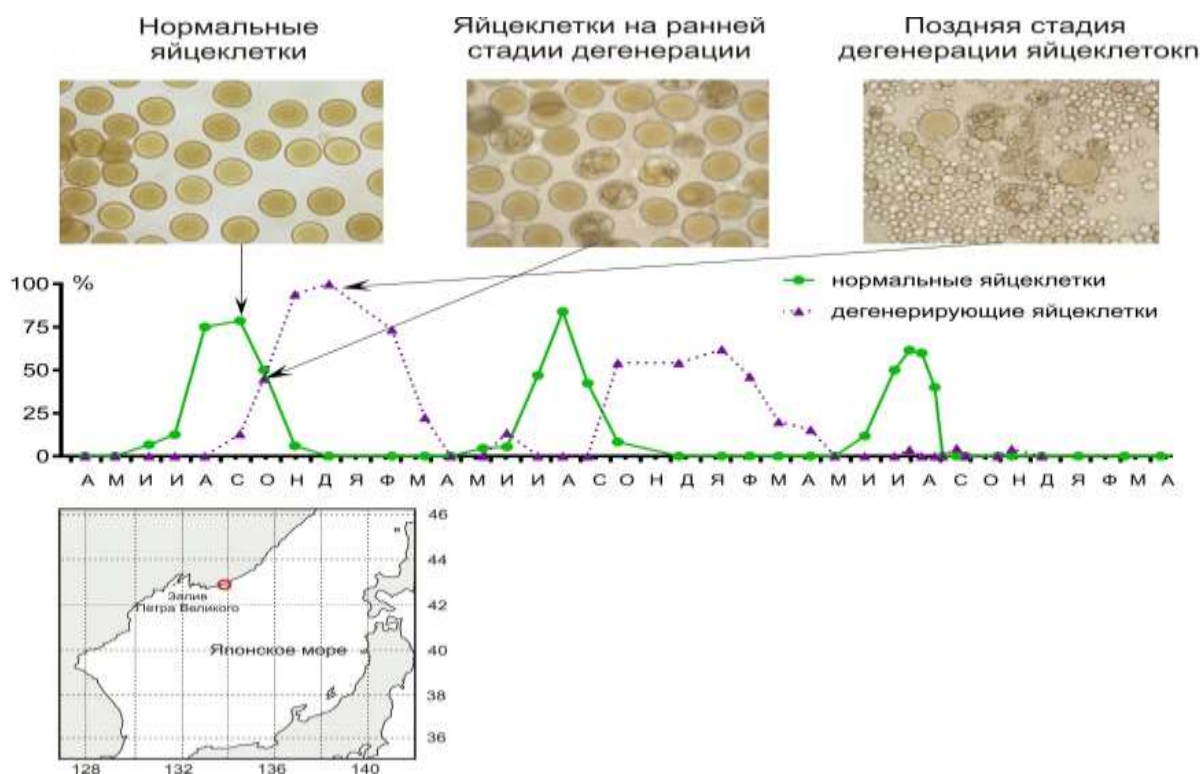 Нормальные
яйцеклетки
Яйцеклетки на ранней
стадии дегенерации
Поздняя стадия
дегенерации яйцеклетокп
100 %
75
50
25
0
нормальные яйцеклетки
дегенерирующие яйцеклетки
А М И И А С О Н Д Я Ф М А М И И А С О Н Д Я Ф М А М И И А С О Н Д Я Ф М А
46
44
42
40
38
36
Залив
Петра Великого
Японское море
128 132 136 140